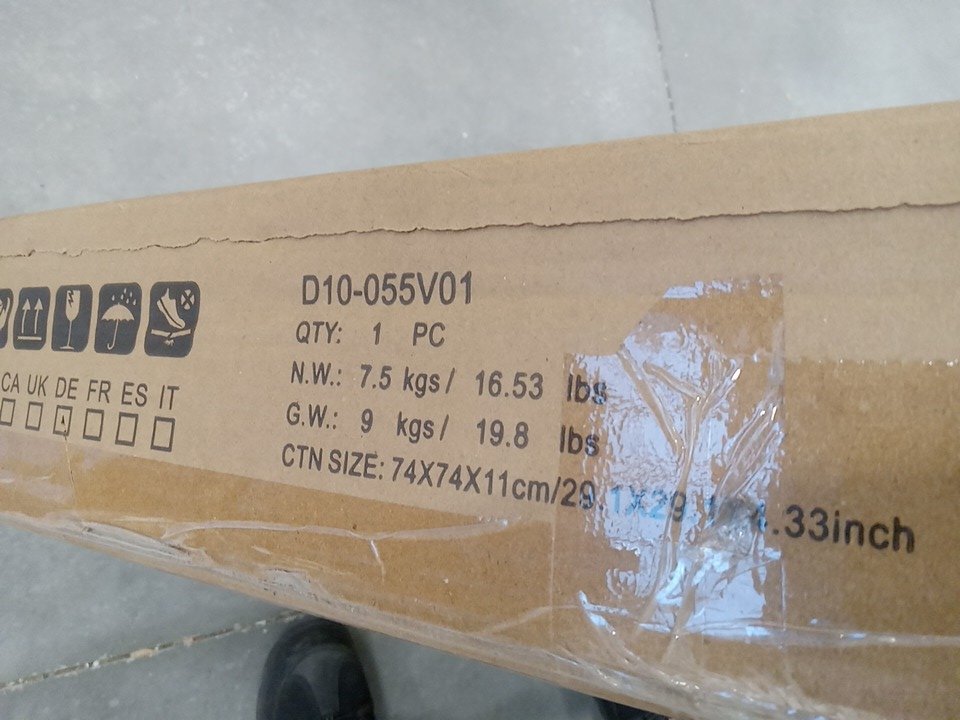 D10-055V01
QTY: 1 PC
N.W.: 7.5 kgs/ 16.53 lbs
G.W.: 9 kgs/ 19.8 lbs
CTN SIZE: 74X74X11cm/29.1X29.1X4.33inch
CA UK DE FR ES IT